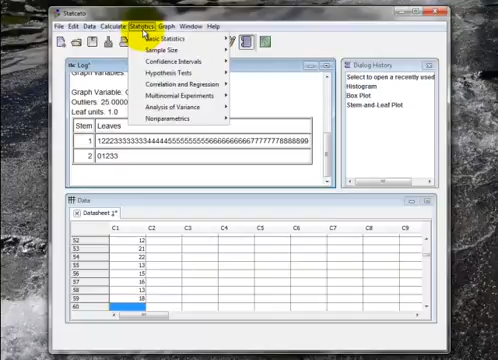 Statcato
File Edit Data Calculate Statistics Graph Window Help
Basic Statistics
Sample Size
Confidence Intervals
Hypothesis Tests
Correlation and Regression
Multinomial Experiments
Analysis of Variance
Nonparametrics
Log*
Graph Variable:
Graph. Variable: C
Outliers: 25.0000
Leaf units: 1.0
Stem Leaves
2 01233
Dialog History
Select to open a recently used
Histogram
Box Plot
Stem-and-Leaf Plot
Data
Datasheet 1*
C1 C2 C3 C4 C5 C6 C7 C8 C9
52 12
53 21
54 22
55 13
56 15
57 16
58 13
59 18
60